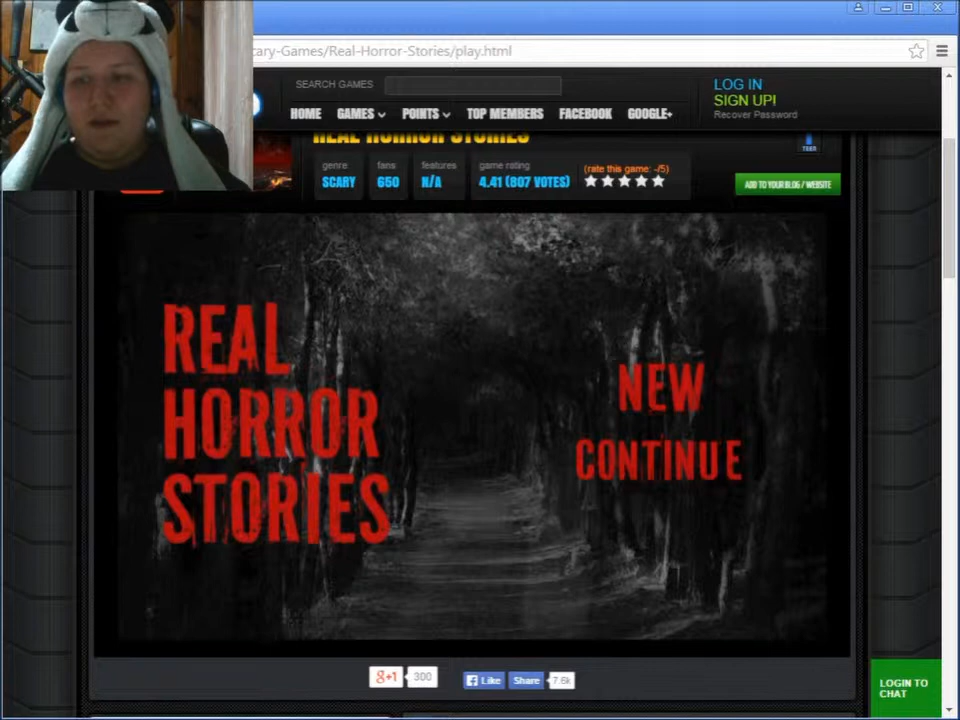 cary-Games/Real-Horror-Stories/play.html
SEARCH GAMES
LOG IN
SIGN UP!
Recover Password
HOME GAMES POINTS TOP MEMBERS FACEBOOK GOOGLE+
REAL HORROR STORIES
TEEN
genre:
SCARY
fans:
650
features
N/A
game rating
4.41 (807 VOTES)
(rate this game: -/5)
ADD TO YOUR BLOG / WEBSITE
REAL
HORROR
STORIES
NEW
CONTINUE
g+1 300
Like Share 7.6k
LOGIN TO
CHAT